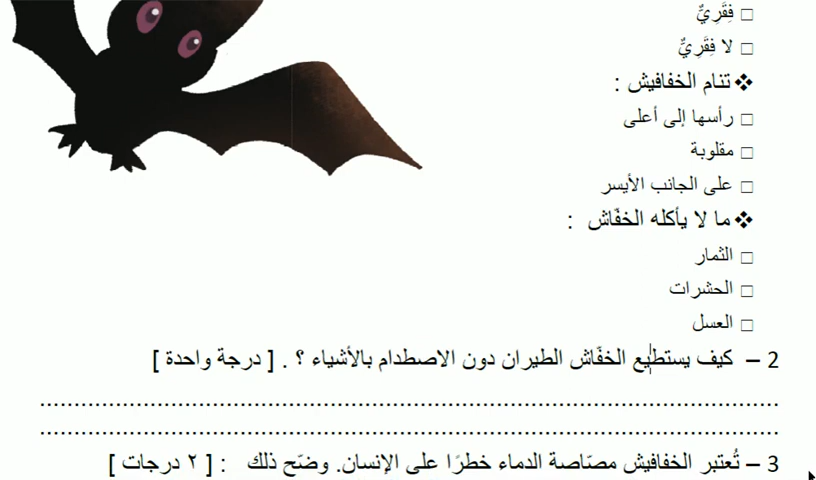 □ فِقَرِيٌّ
□ لا فِقَرِيٌّ
❖ تنام الخفافيش :
□ رأسها إلى أعلى
□ مقلوبة
□ على الجانب الأيسر
❖ ما لا يأكله الخفّاش :
□ الثمار
□ الحشرات
□ العسل
2 – كيف يستطيع الخفّاش الطيران دون الاصطدام بالأشياء ؟ . [ درجة واحدة ]
................................................................................
................................................................................
3 – تُعتبر الخفافيش مصّاصة الدماء خطرًا على الإنسان. وضّح ذلك : [ ٢ درجات ]